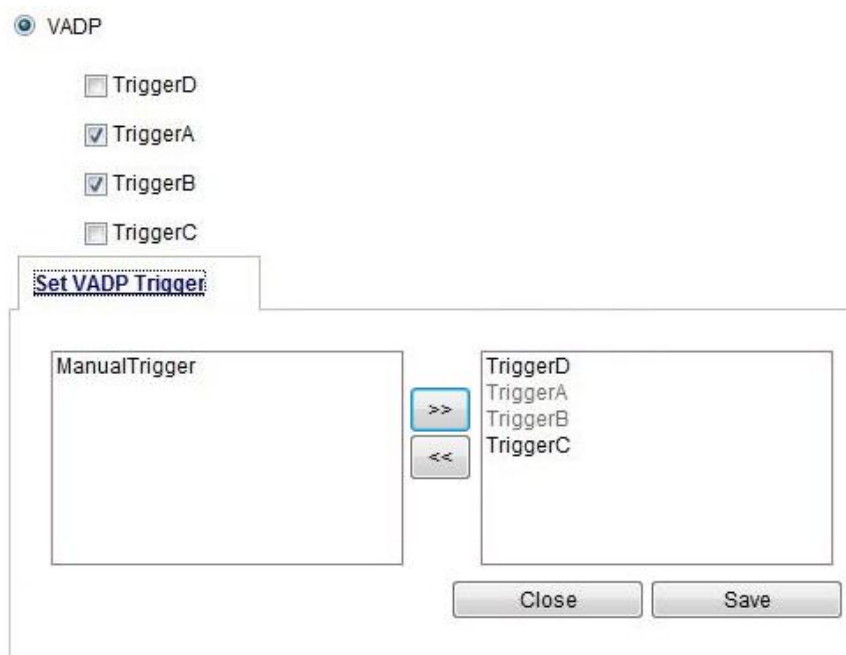 VADP
TriggerD
TriggerA
TriggerB
TriggerC
Set VADP Trigger
ManualTrigger
>>
<<
TriggerD
TriggerA
TriggerB
TriggerC
Close
Save